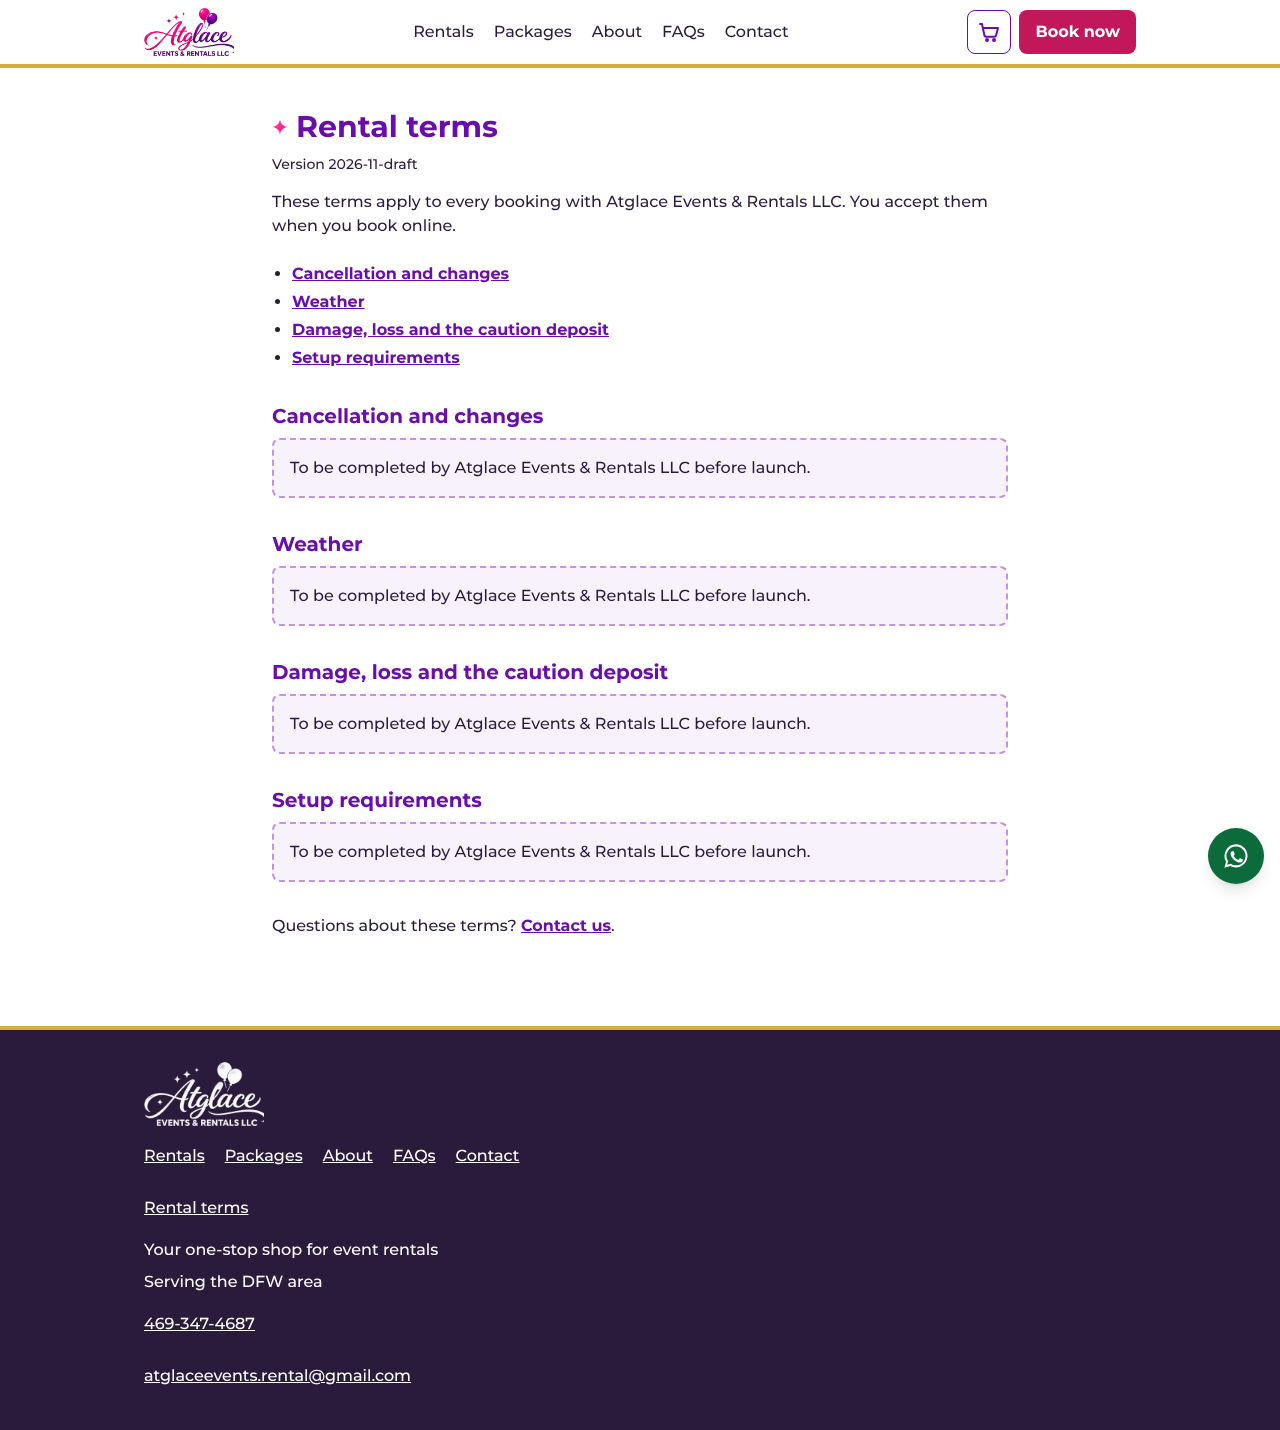 Atglace
EVENTS & RENTALS LLC
Rentals Packages About FAQs Contact
Book now
Rental terms
Version 2026-11-draft
These terms apply to every booking with Atglace Events & Rentals LLC. You accept them
when you book online.
Cancellation and changes
Weather
Damage, loss and the caution deposit
Setup requirements
Cancellation and changes
To be completed by Atglace Events & Rentals LLC before launch.
Weather
To be completed by Atglace Events & Rentals LLC before launch.
Damage, loss and the caution deposit
To be completed by Atglace Events & Rentals LLC before launch.
Setup requirements
To be completed by Atglace Events & Rentals LLC before launch.
Questions about these terms? Contact us.
Atglace
EVENTS & RENTALS LLC
Rentals Packages About FAQs Contact
Rental terms
Your one-stop shop for event rentals
Serving the DFW area
469-347-4687
atglaceevents.rental@gmail.com